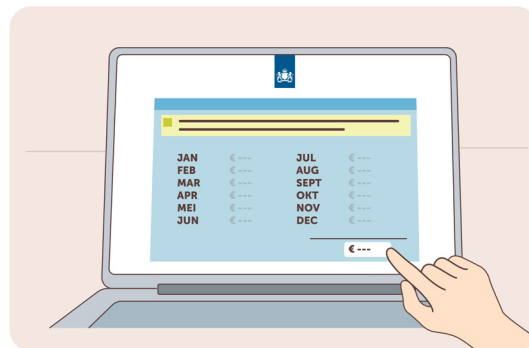 JAN € --- JUL € ---
FEB € --- AUG € ---
MAR € --- SEPT € ---
APR € --- OKT € ---
MEI € --- NOV € ---
JUN € --- DEC € ---
€ ---